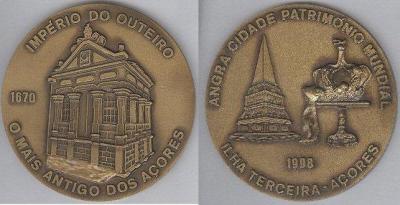 IMPÉRIO DO OUTEIRO
1670
O MAIS ANTIGO DOS AÇORES
ANGRA CIDADE PATRIMÓNIO MUNDIAL
1998
ILHA TERCEIRA - AÇORES